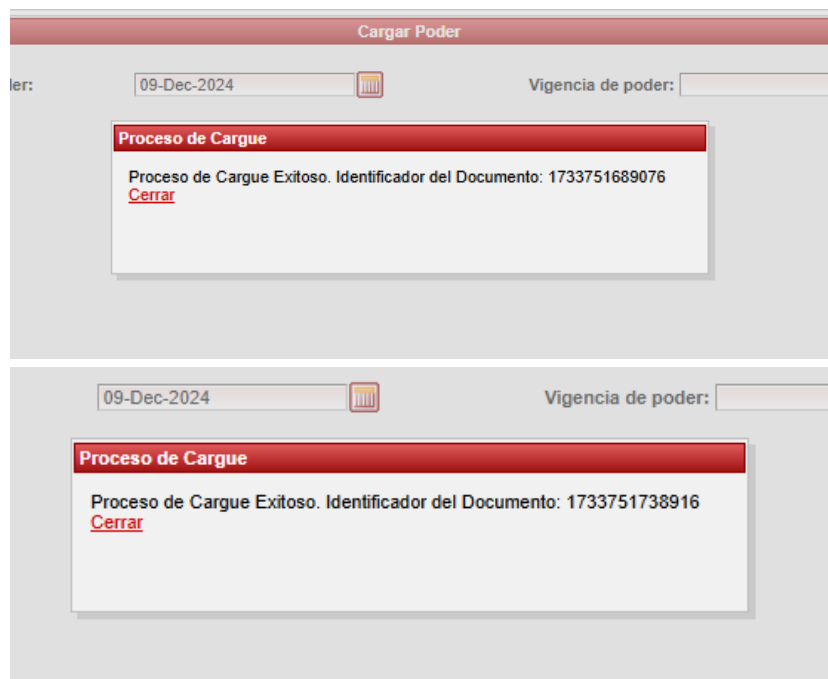 Cargar Poder
der: 09-Dec-2024 Vigencia de poder:
Proceso de Cargue
Proceso de Cargue Exitoso. Identificador del Documento: 1733751689076
Cerrar
09-Dec-2024 Vigencia de poder:
Proceso de Cargue
Proceso de Cargue Exitoso. Identificador del Documento: 1733751738916
Cerrar